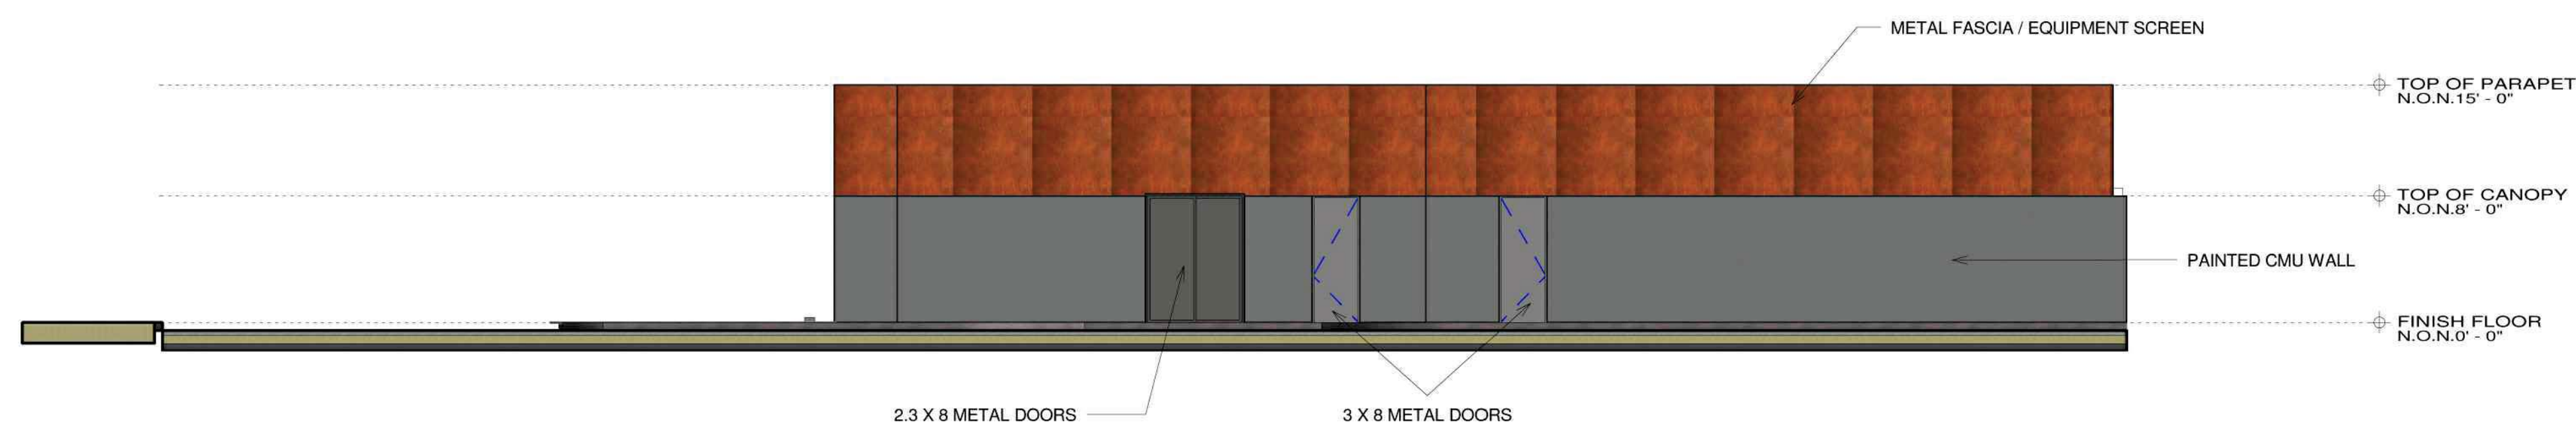 METAL FASCIA / EQUIPMENT SCREEN
TOP OF PARAPET
N.O.N.15' - 0"
TOP OF CANOPY
N.O.N.8' - 0"
PAINTED CMU WALL
FINISH FLOOR
N.O.N.0' - 0"
2.3 X 8 METAL DOORS
3 X 8 METAL DOORS